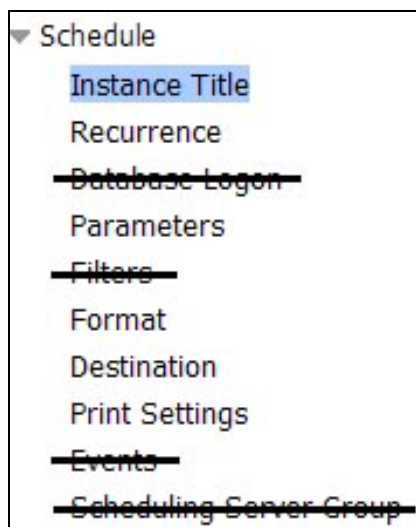 Schedule
Instance Title
Recurrence
Database Logon
Parameters
Filters
Format
Destination
Print Settings
Events
Scheduling Server Group